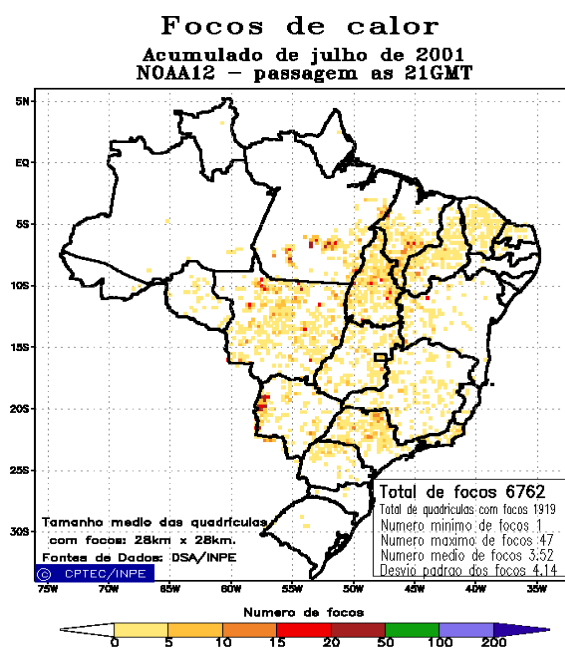 Focos de calor
Acumulado de julho de 2001
NOAA12 – passagem as 21GMT
5N
EQ
5S
10S
15S
20S
25S
30S
Total de focos 6762
Total de quadrículas com focos 1919
Numero minimo de focos 1
Numero maximo de focos 47
Numero medio de focos 3.52
Desvio padrao dos focos 4.14
Tamanho medio das quadrículas
com focos: 28km x 28km.
Fontes de Dados: DSA/INPE
© CPTEC/INPE
75W 70W 65W 60W 55W 50W 45W 40W 35W
Numero de focos
0 5 10 15 20 50 100 200